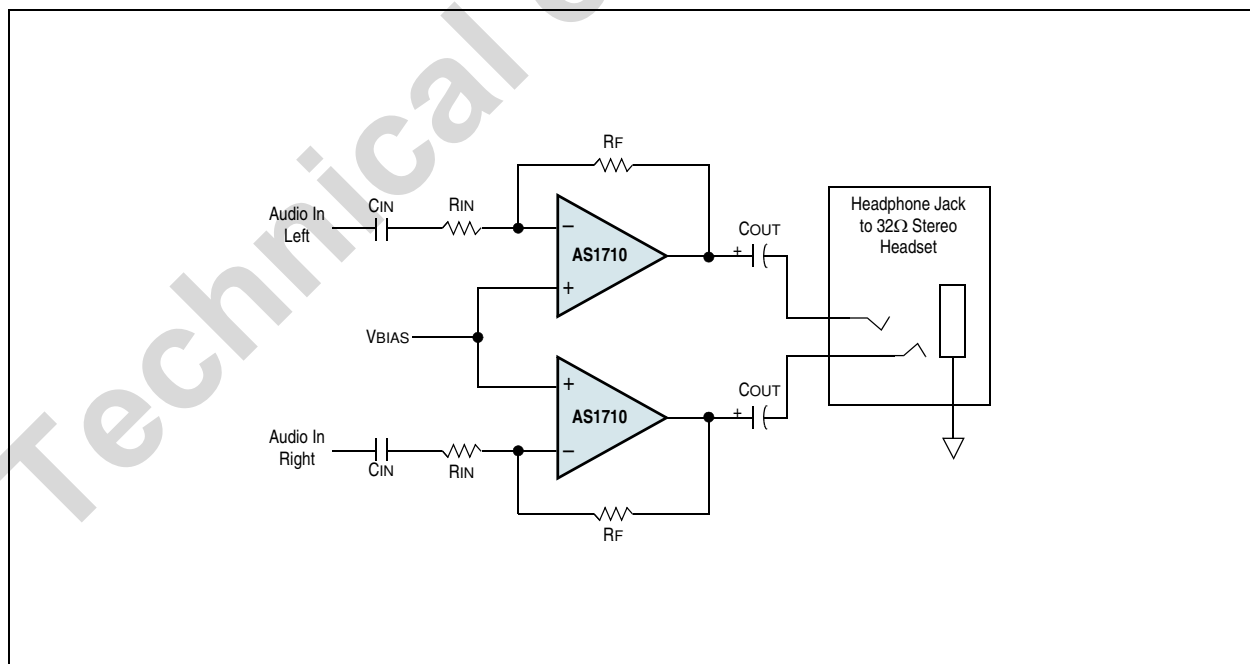 Technical
RF
Audio In
Left
CIN
RIN
−
AS1710
+
COUT
+
Headphone Jack
to 32Ω Stereo
Headset
VBIAS
+
AS1710
−
COUT
+
Audio In
Right
CIN
RIN
RF